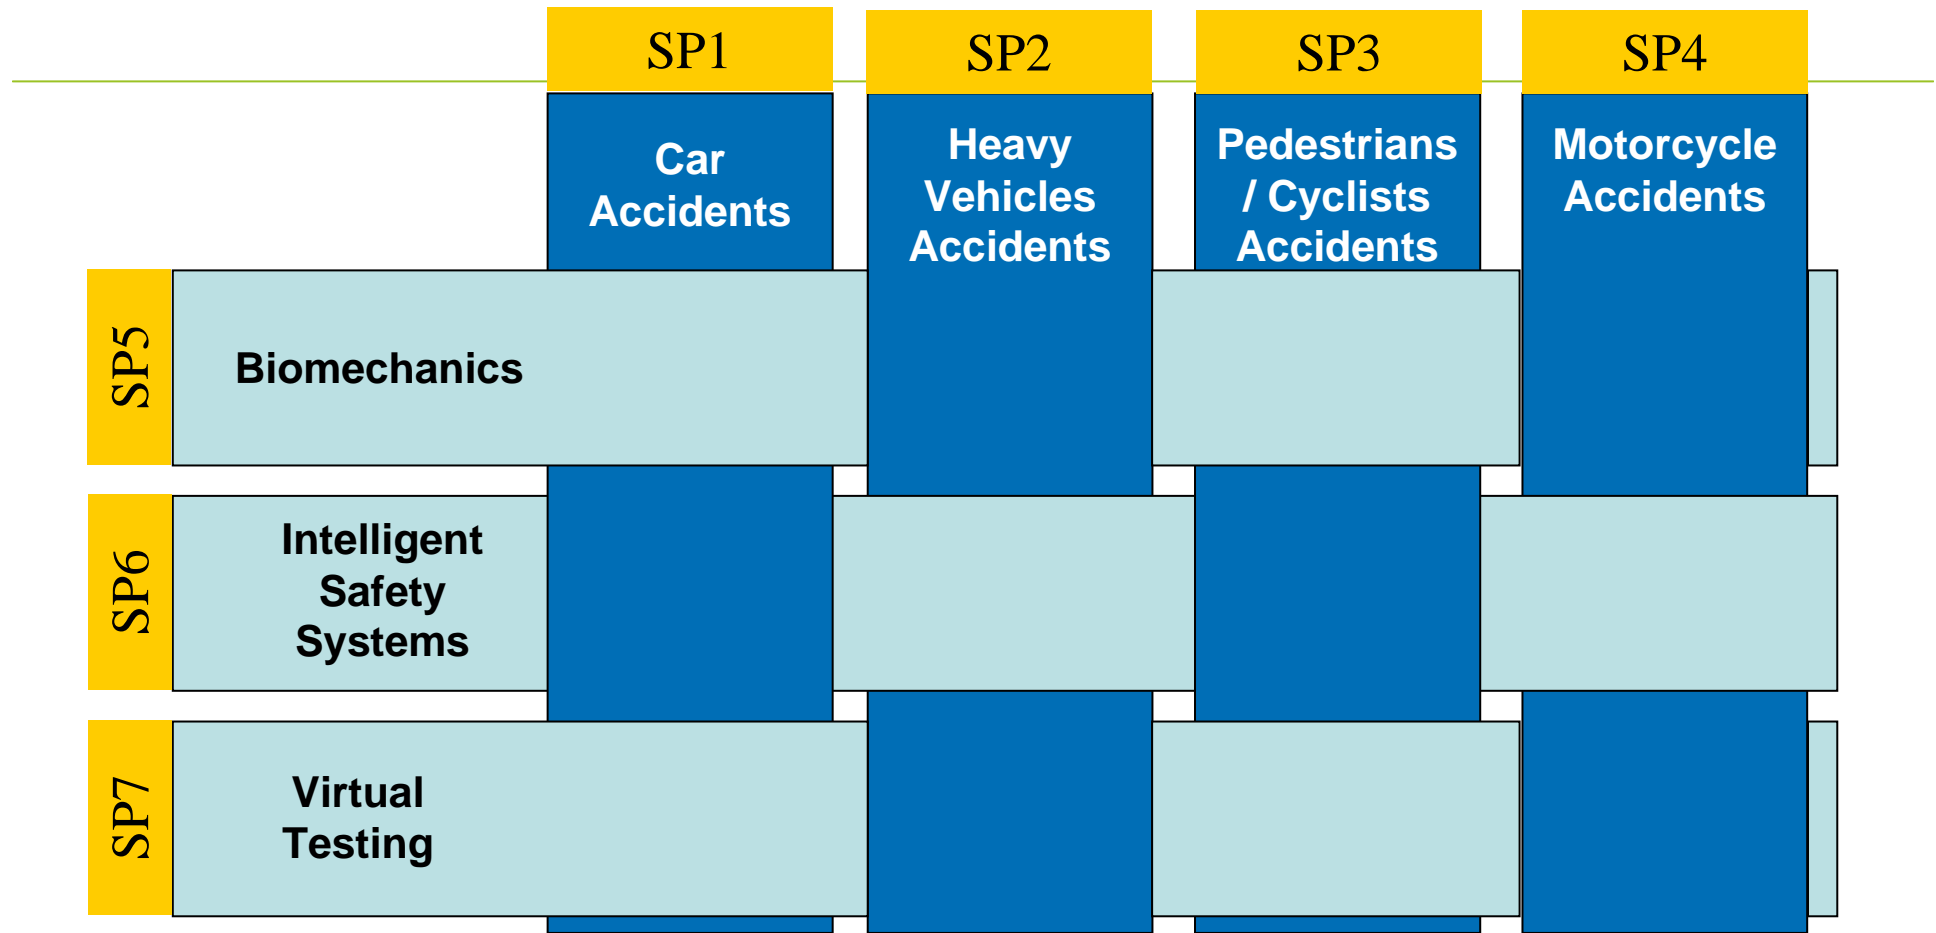 SP1
SP2
SP3
SP4
Car
Accidents
Heavy
Vehicles
Accidents
Pedestrians
/ Cyclists
Accidents
Motorcycle
Accidents
SP5
Biomechanics
SP6
Intelligent
Safety
Systems
SP7
Virtual
Testing